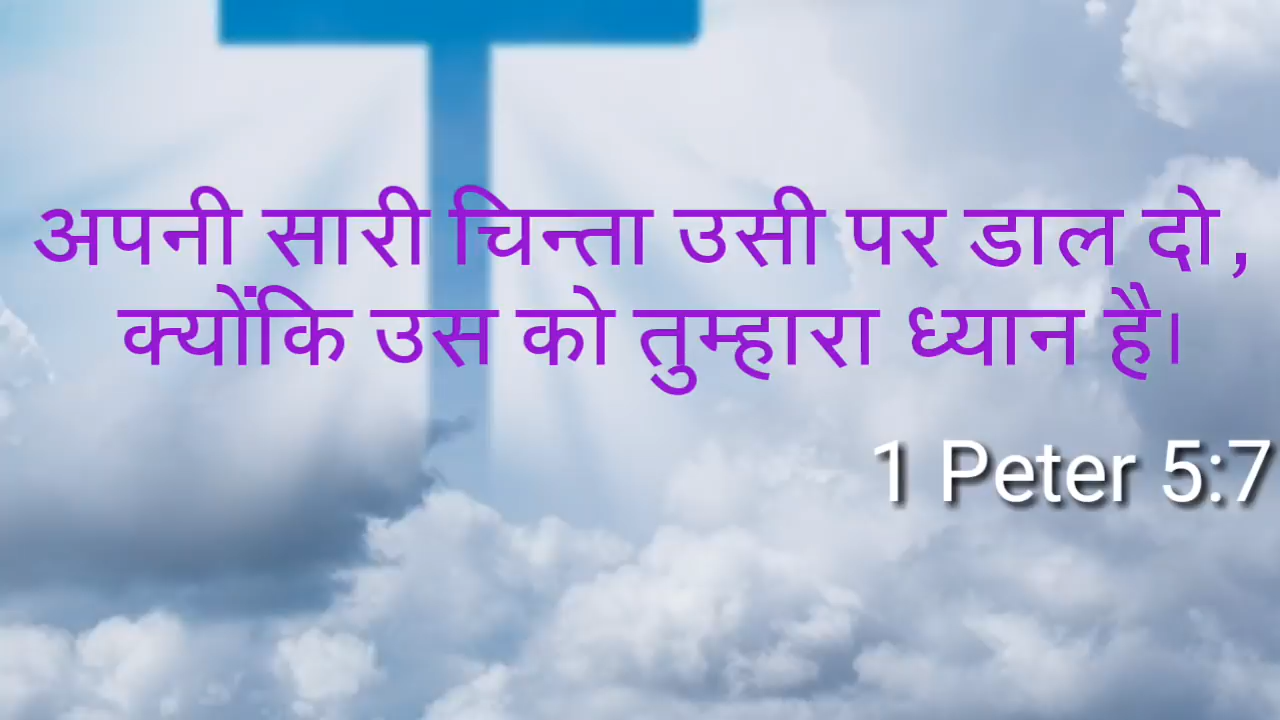 अपनी सारी चिन्ता उसी पर डाल दो,
क्योंकि उस को तुम्हारा ध्यान है।
1 Peter 5:7